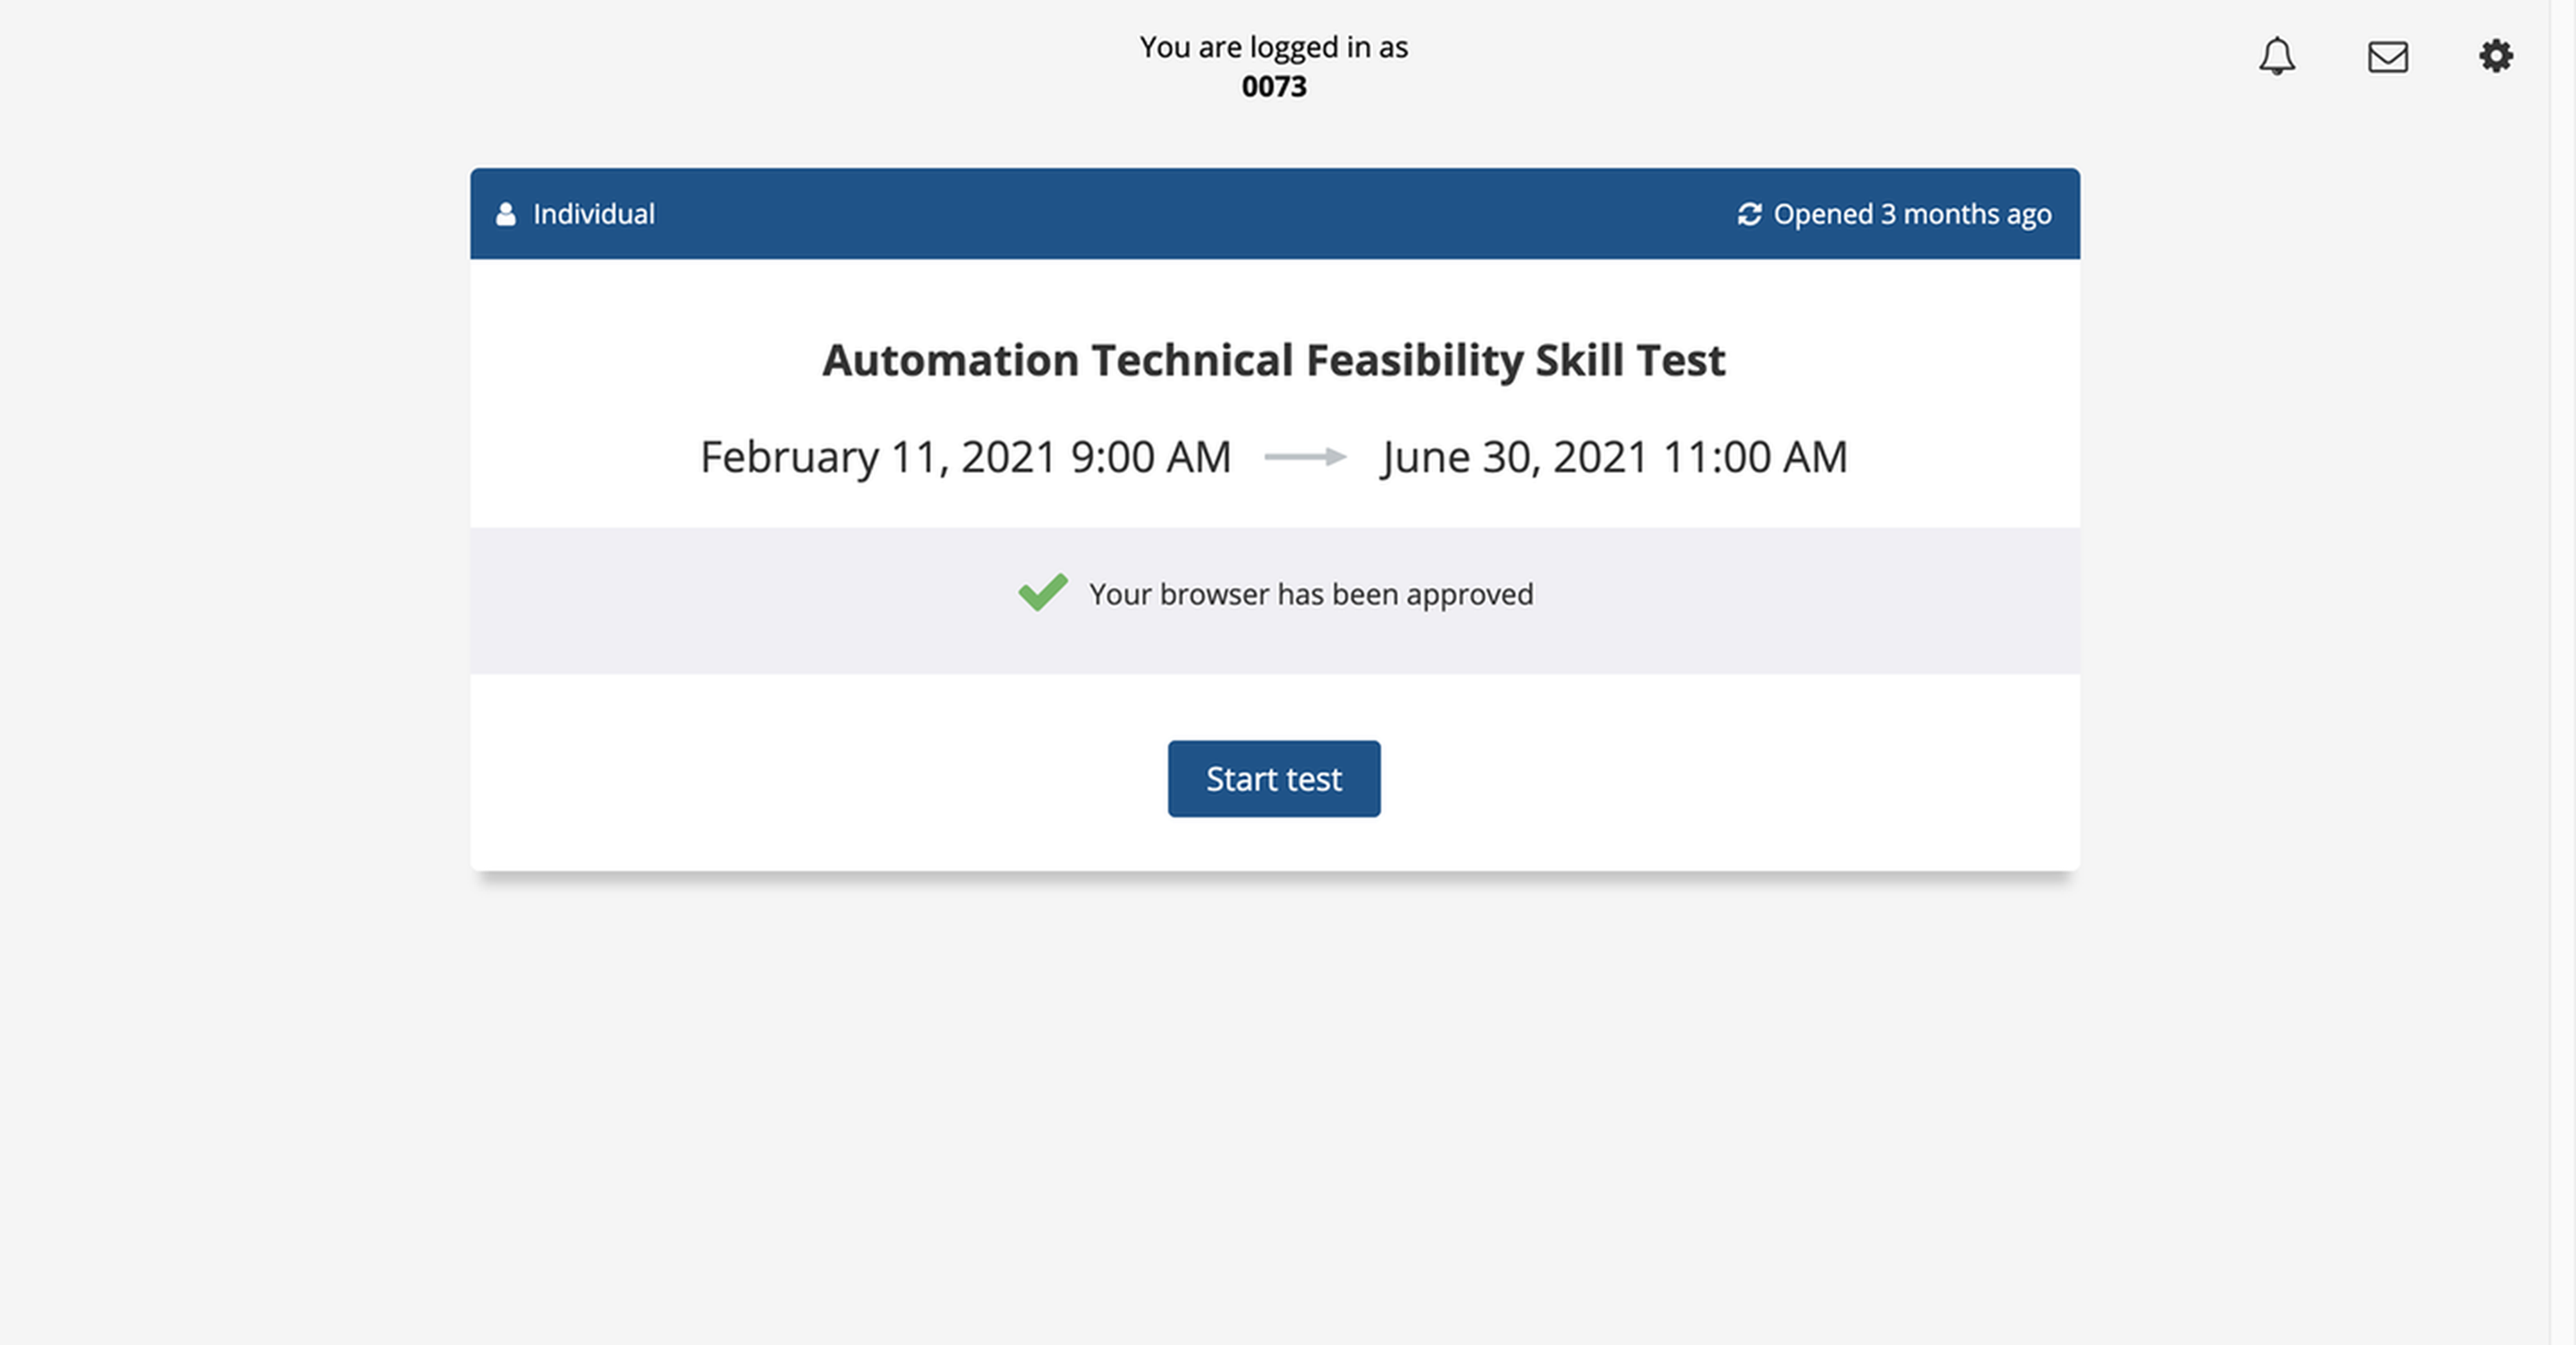 You are logged in as
0073
Individual
Opened 3 months ago
Automation Technical Feasibility Skill Test
February 11, 2021 9:00 AM
June 30, 2021 11:00 AM
Your browser has been approved
Start test